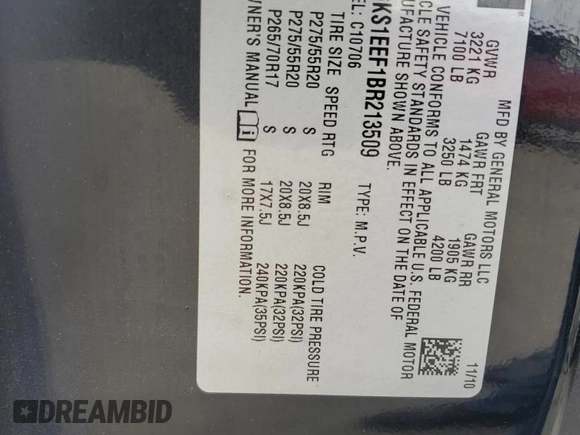 MFD BY GENERAL MOTORS LLC
11/10
GVWR GAWR FRT GAWR RR
3221 KG 1474 KG 1905 KG
7100 LB 3250 LB 4200 LB
VEHICLE CONFORMS TO ALL APPLICABLE U.S. FEDERAL MOTOR
CLE SAFETY STANDARDS IN EFFECT ON THE DATE OF
FACTURE SHOWN ABOVE.
KS1EEF1BR213509 TYPE: M.P.V.
EL: C10706
TIRE SIZE SPEED RTG RIM COLD TIRE PRESSURE
P275/55R20 S 20X8.5J 220KPA(32PSI)
P275/55R20 S 20X8.5J 220KPA(32PSI)
P265/70R17 S 17X7.5J 240KPA(35PSI)
WNER'S MANUAL FOR MORE INFORMATION.
DREAMBID